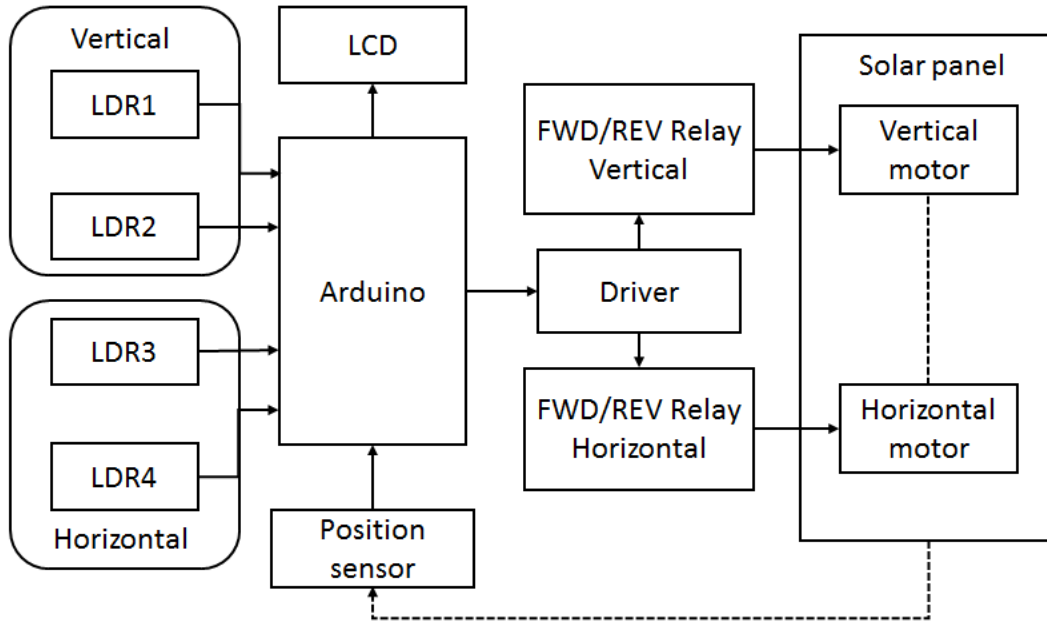 Vertical
LDR1
LDR2
LDR3
LDR4
Horizontal
LCD
Arduino
Position
sensor
FWD/REV Relay
Vertical
Driver
FWD/REV Relay
Horizontal
Solar panel
Vertical
motor
Horizontal
motor